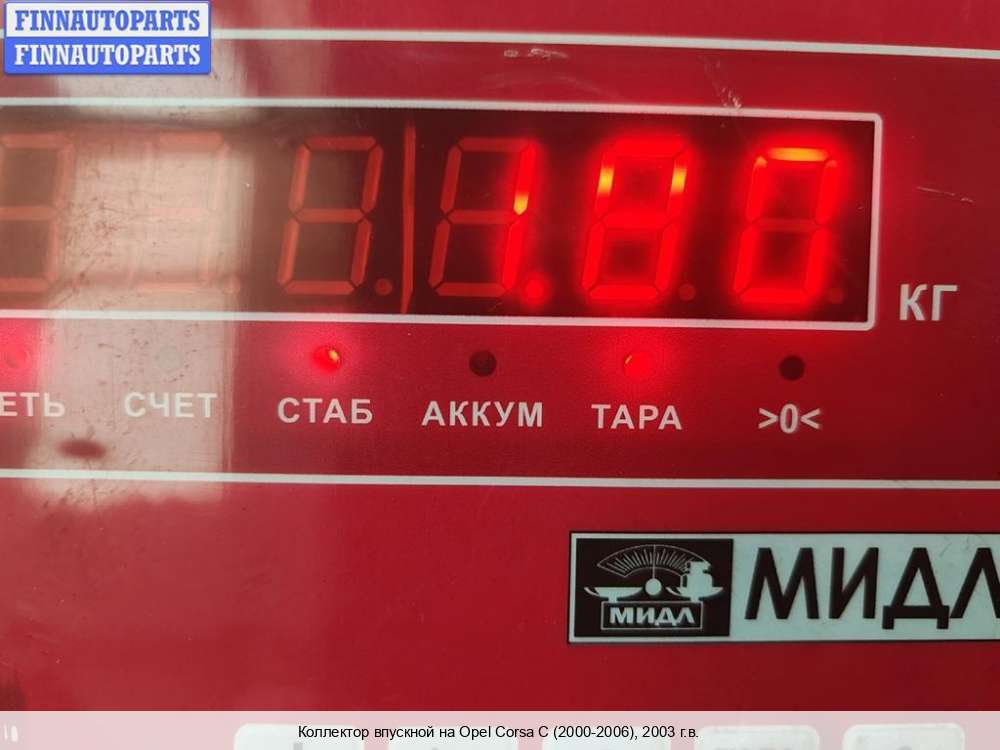 FINNAUTOPARTS
FINNAUTOPARTS
1.00
КГ
СЧЕТ СТАБ АККУМ ТАРА >0<
МИДЛ МИДЛ
Коллектор впускной на Opel Corsa C (2000-2006), 2003 г.в.